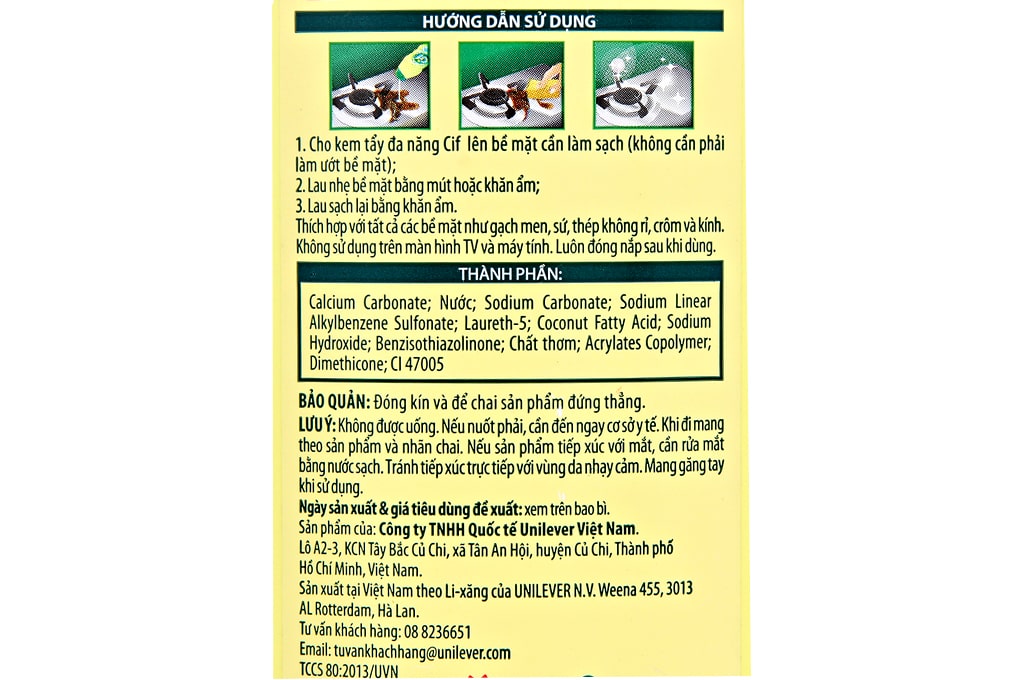 HƯỚNG DẪN SỬ DỤNG
1. Cho kem tẩy đa năng Cif lên bề mặt cần làm sạch (không cần phải
làm ướt bề mặt);
2. Lau nhẹ bề mặt bằng mút hoặc khăn ẩm;
3. Lau sạch lại bằng khăn ẩm.
Thích hợp với tất cả các bề mặt như gạch men, sứ, thép không rỉ, crôm và kính.
Không sử dụng trên màn hình TV và máy tính. Luôn đóng nắp sau khi dùng.
THÀNH PHẦN:
Calcium Carbonate; Nước; Sodium Carbonate; Sodium Linear
Alkylbenzene Sulfonate; Laureth-5; Coconut Fatty Acid; Sodium
Hydroxide; Benzisothiazolinone; Chất thơm; Acrylates Copolymer;
Dimethicone; CI 47005
BẢO QUẢN: Đóng kín và để chai sản phẩm đứng thẳng.
LƯU Ý: Không được uống. Nếu nuốt phải, cần đến ngay cơ sở y tế. Khi đi mang
theo sản phẩm và nhãn chai. Nếu sản phẩm tiếp xúc với mắt, cần rửa mắt
bằng nước sạch. Tránh tiếp xúc trực tiếp với vùng da nhạy cảm. Mang găng tay
khi sử dụng.
Ngày sản xuất & giá tiêu dùng đề xuất: xem trên bao bì.
Sản phẩm của: Công ty TNHH Quốc tế Unilever Việt Nam.
Lô A2-3, KCN Tây Bắc Củ Chi, xã Tân An Hội, huyện Củ Chi, Thành phố
Hồ Chí Minh, Việt Nam.
Sản xuất tại Việt Nam theo Li-xăng của UNILEVER N.V. Weena 455, 3013
AL Rotterdam, Hà Lan.
Tư vấn khách hàng: 08 8236651
Email: tuvankhachhang@unilever.com
TCCS 80:2013/UVN